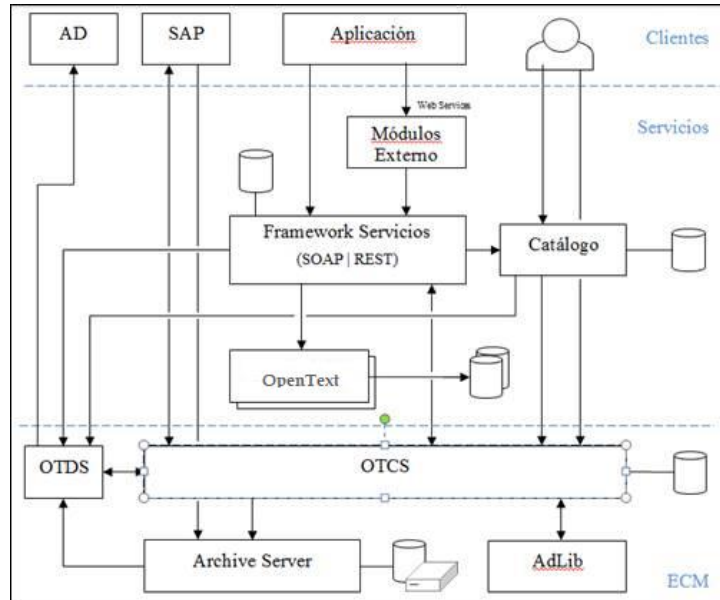 AD
SAP
Aplicación
Clientes
Web Services
Servicios
Módulos
Externo
Framework Servicios
(SOAP | REST)
Catálogo
OpenText
OTDS
OTCS
Archive Server
AdLib
ECM